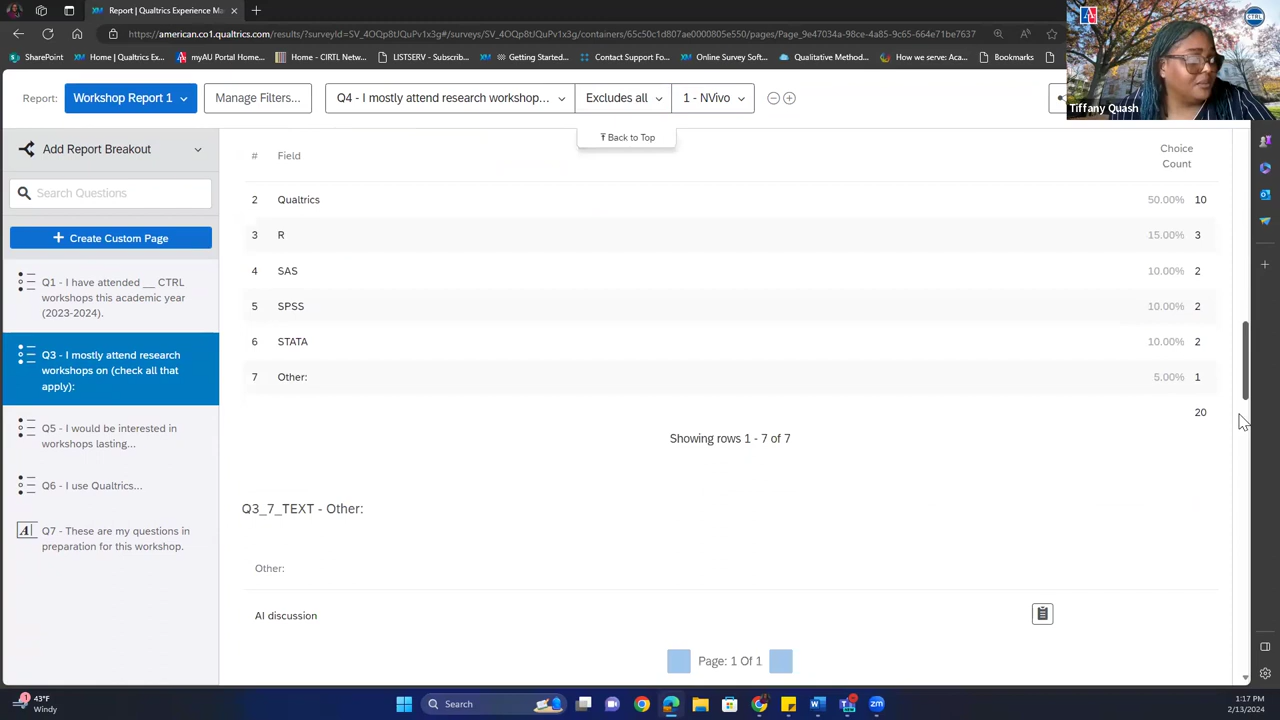 Report | Qualtrics Experience Ma
https://american.co1.qualtrics.com/results/?surveyId=SV_4OQp8tUQuPv1x3g#/surveys/SV_4OQp8tUQuPv1x3g/containers/65c50c1d807ae0000805e550/pages/Page_9e47034a-98ce-4a85-9c65-664e71be7637
SharePoint
Home | Qualtrics Ex...
myAU Portal Home...
Home - CIRTL Netw...
LISTSERV - Subscrib...
Getting Started...
Contact Support Fo...
Online Survey Soft...
Qualitative Method...
How we serve: Acad...
Bookmarks
CTRL
Tiffany Quash
Report:
Workshop Report 1
Manage Filters...
Q4 - I mostly attend research workshop...
Excludes all
1 - NVivo
Back to Top
Add Report Breakout
Search Questions
Create Custom Page
Q1 - I have attended __ CTRL
workshops this academic year
(2023-2024).
Q3 - I mostly attend research
workshops on (check all that
apply):
Q5 - I would be interested in
workshops lasting...
Q6 - I use Qualtrics...
A
Q7 - These are my questions in
preparation for this workshop.
# Field Choice
Count
2 Qualtrics 50.00% 10
3 R 15.00% 3
4 SAS 10.00% 2
5 SPSS 10.00% 2
6 STATA 10.00% 2
7 Other: 5.00% 1
20
Showing rows 1 - 7 of 7
Q3_7_TEXT - Other:
Other:
AI discussion
Page: 1 Of 1
1
43°F
Windy
Search
1:17 PM
2/13/2024